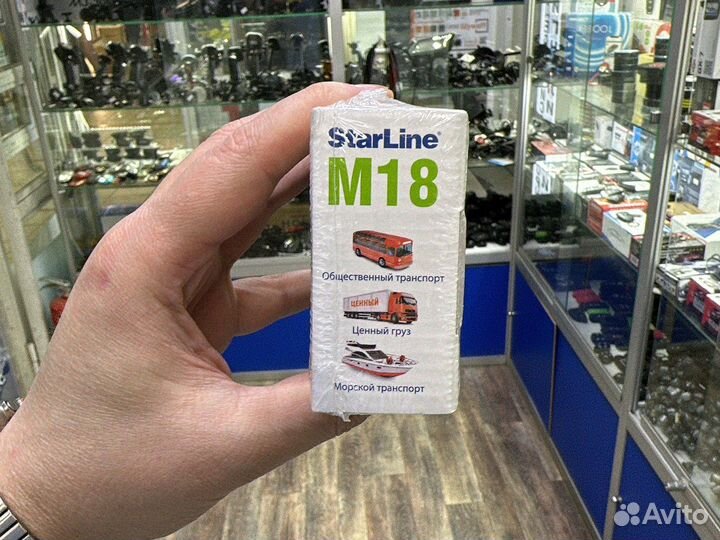 StarLine®
M18
Общественный транспорт
ЦЕННЫЙ
Ценный груз
Морской транспорт
Avito